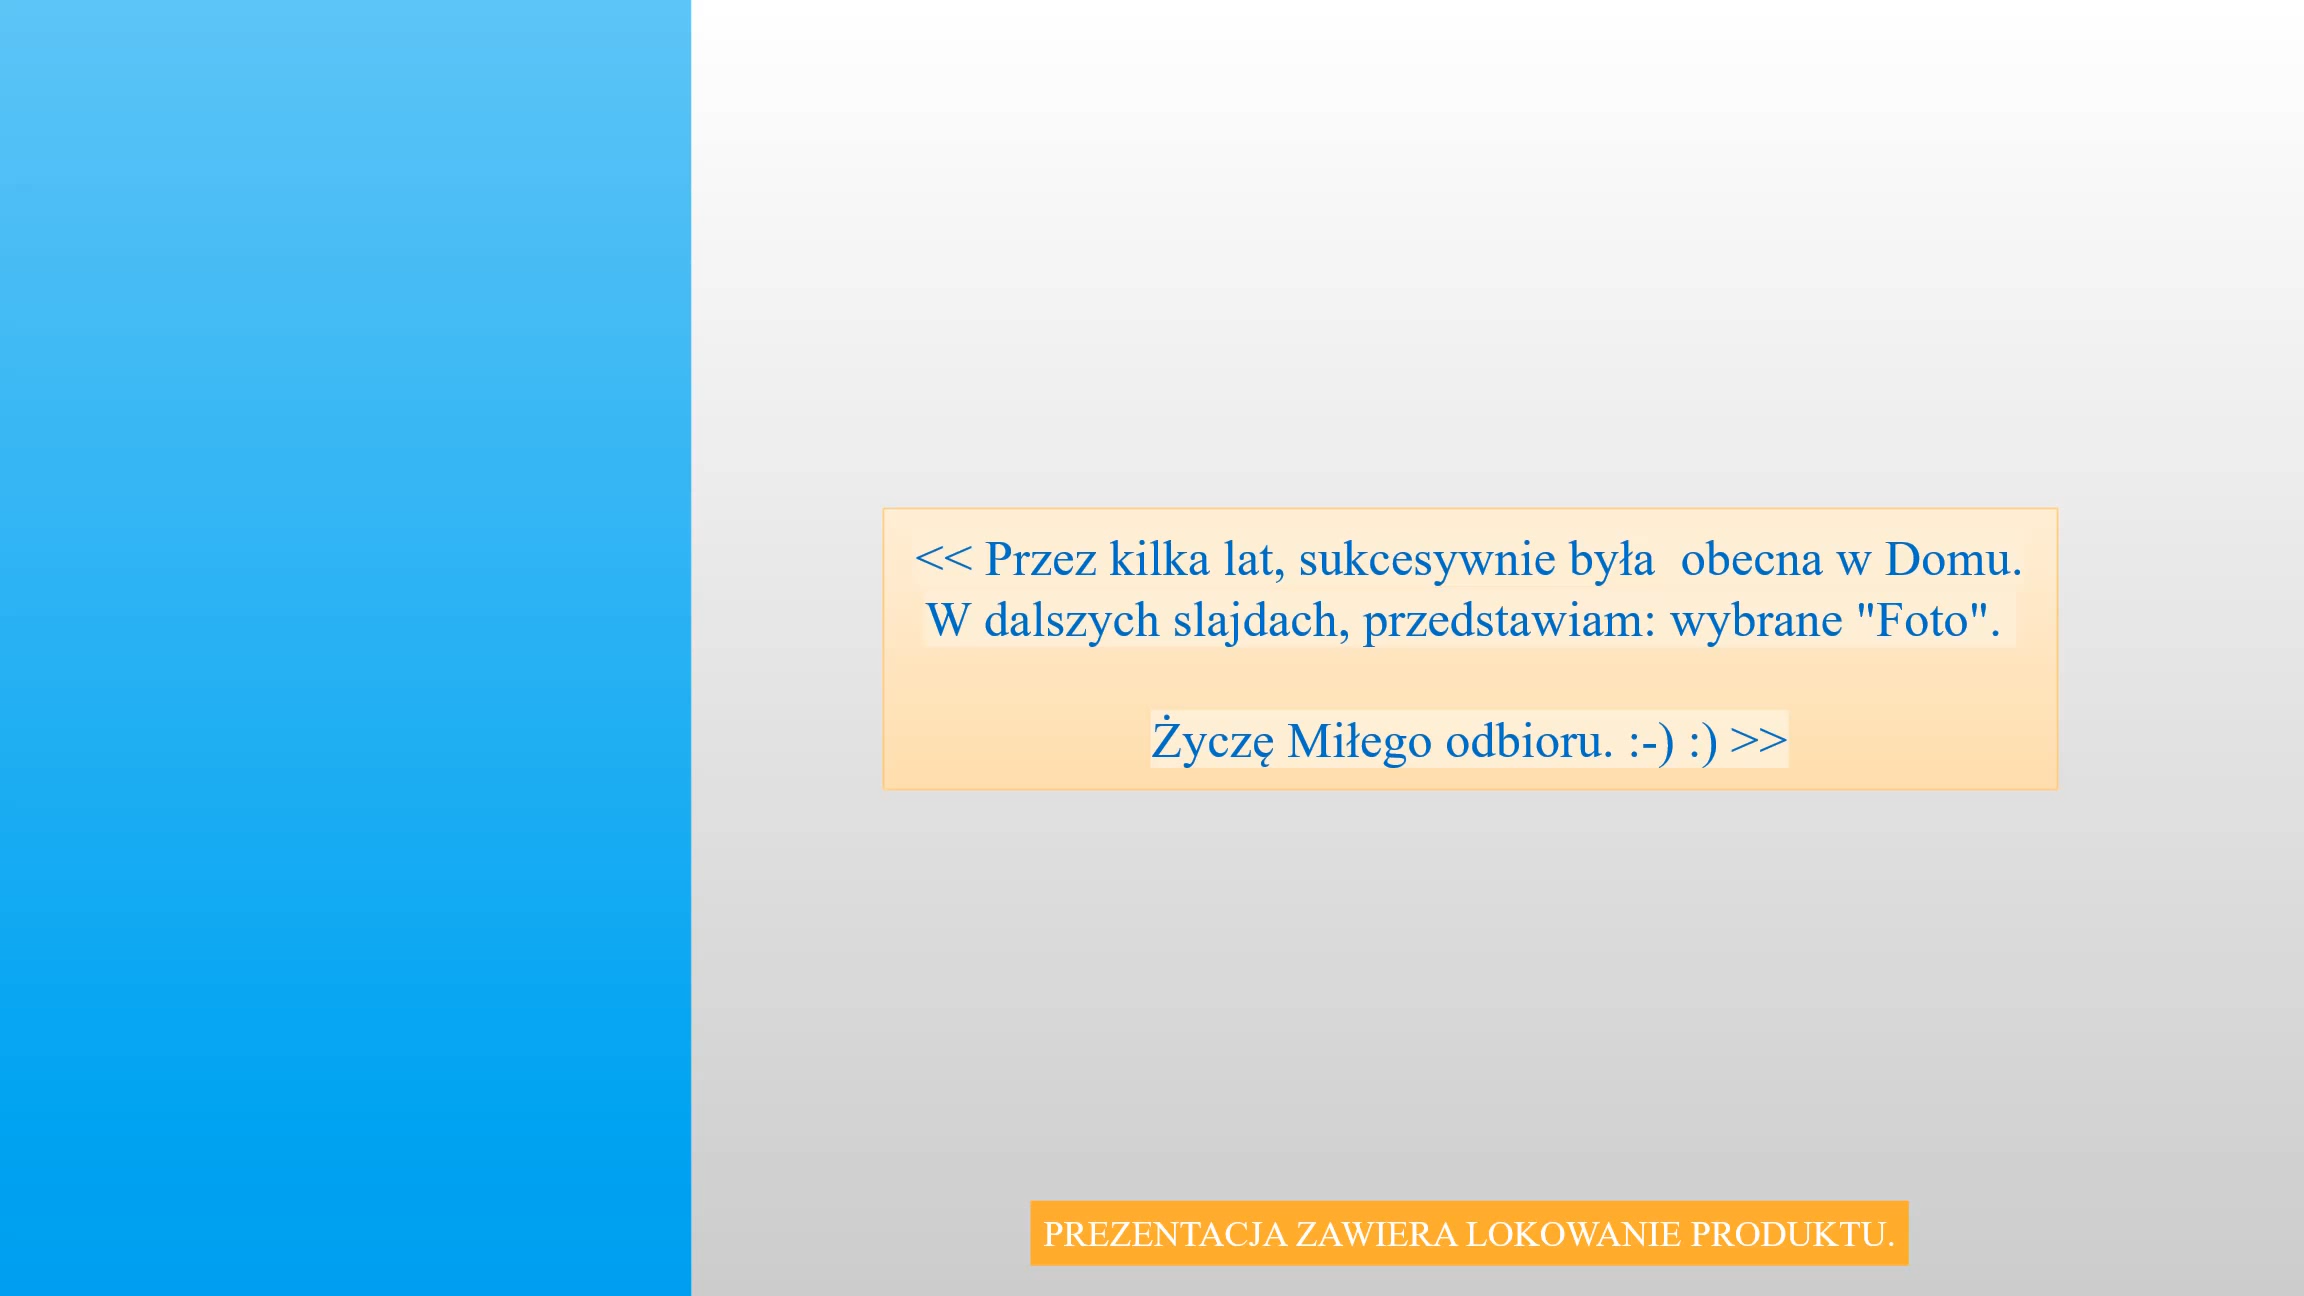 << Przez kilka lat, sukcesywnie była  obecna w Domu.
W dalszych slajdach, przedstawiam: wybrane "Foto".
Życzę Miłego odbioru. :-) :) >>
PREZENTACJA ZAWIERA LOKOWANIE PRODUKTU.